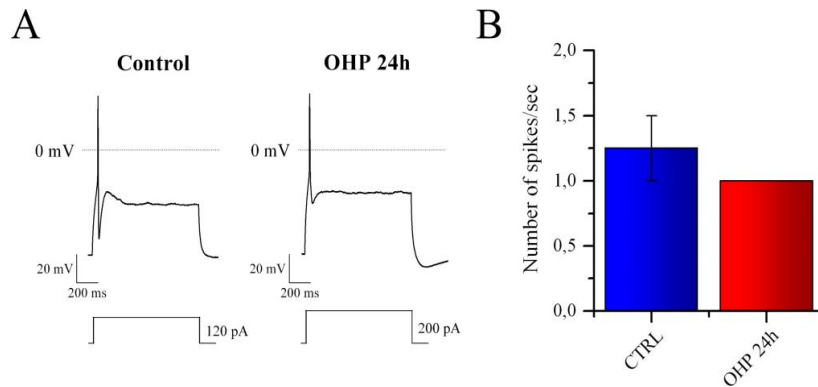 A
Control
OHP 24h
0 mV
0 mV
20 mV
200 ms
20 mV
200 ms
120 pA
200 pA
B
Number of spikes/sec
2,0
1,5
1,0
0,5
0,0
CTRL
OHP 24h